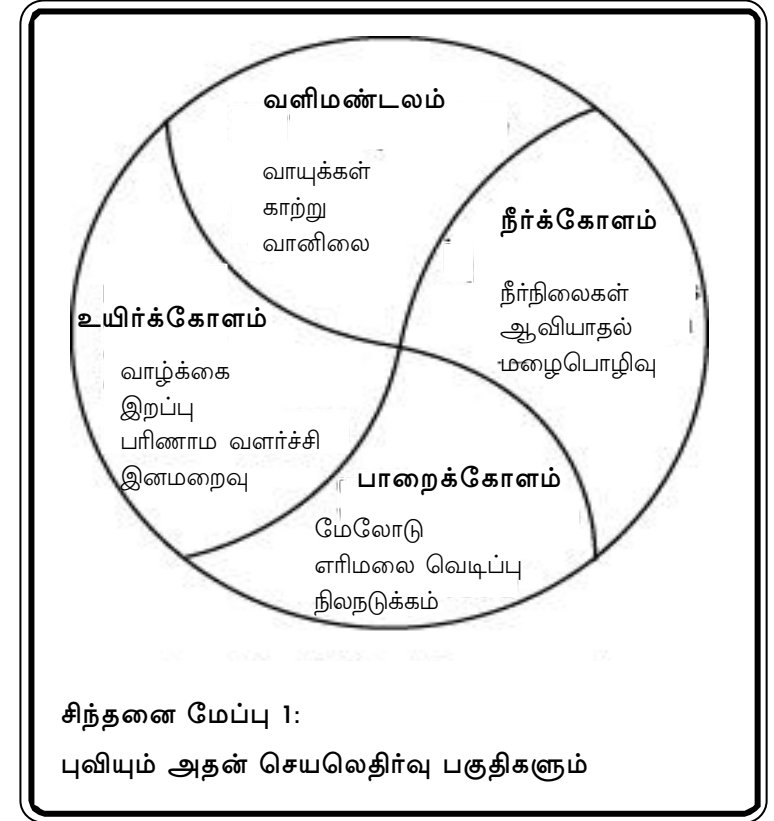 வளிமண்டலம்
வாயுக்கள்
காற்று
வானிலை
நீர்க்கோளம்
நீர்நிலைகள்
ஆவியாதல்
மழைபொழிவு
உயிர்க்கோளம்
வாழ்க்கை
இறப்பு
பரிணாம வளர்ச்சி
இனமறைவு
பாறைக்கோளம்
மேலோடு
எரிமலை வெடிப்பு
நிலநடுக்கம்
சிந்தனை மேப்பு 1:
புவியும் அதன் செயலெதிர்வு பகுதிகளும்